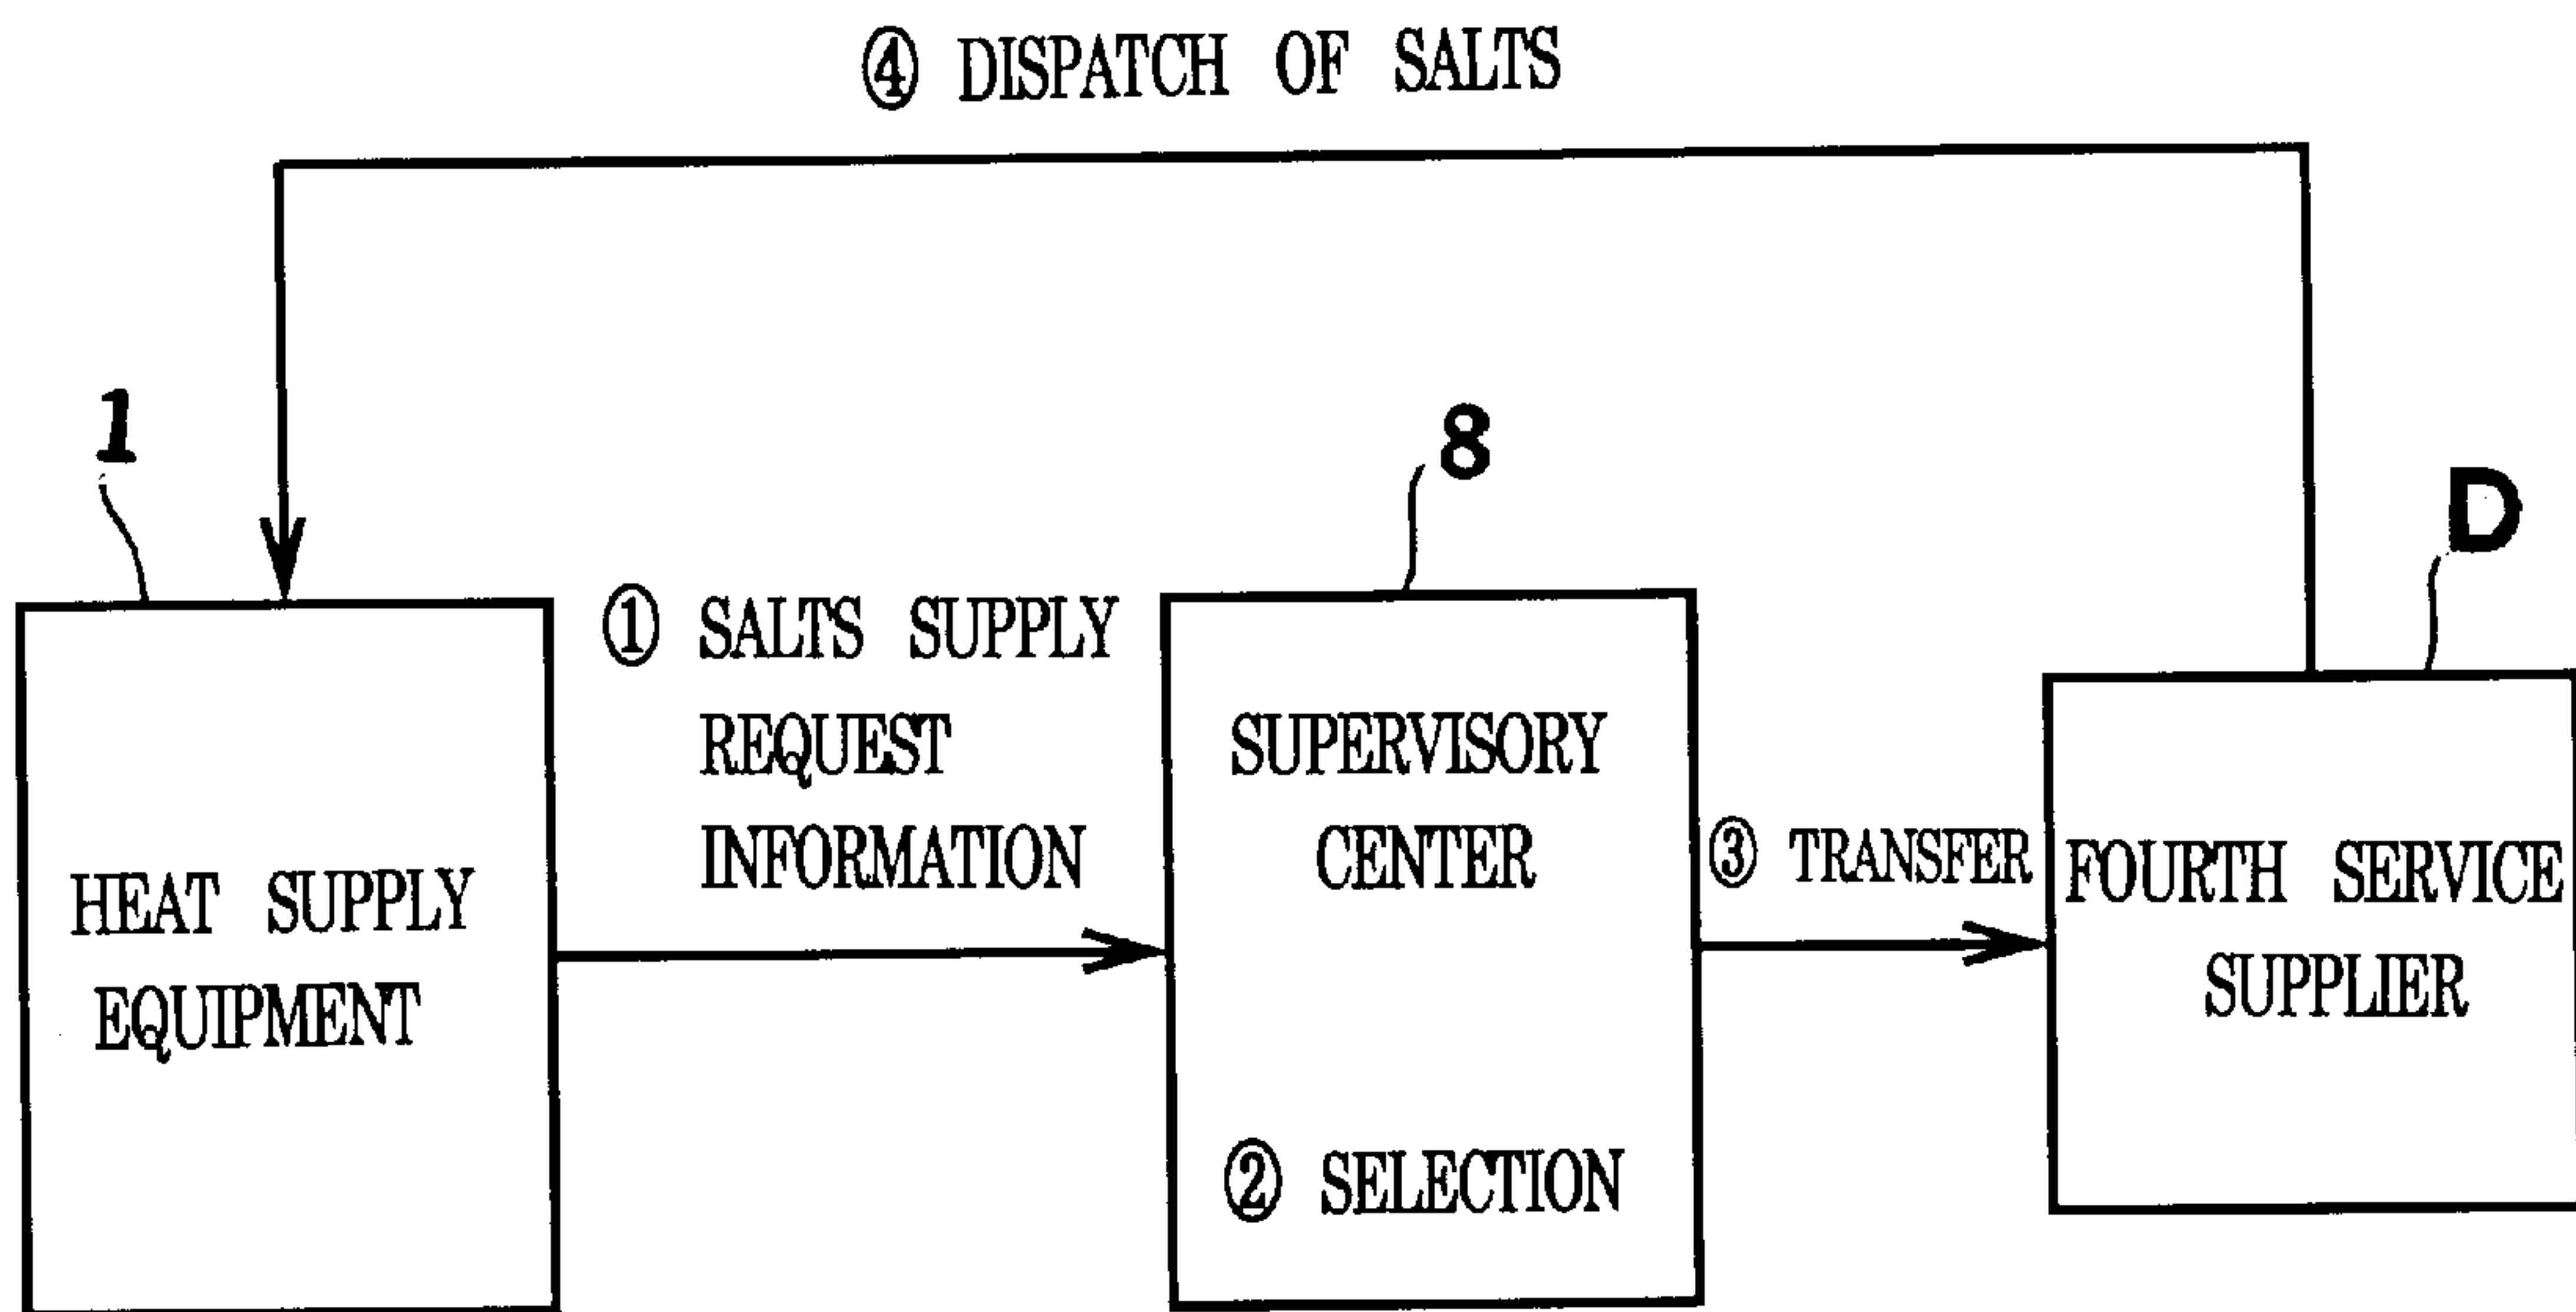 ④ DISPATCH OF SALTS
1
8
D
① SALTS SUPPLY
REQUEST
INFORMATION
HEAT SUPPLY
EQUIPMENT
SUPERVISORY
CENTER
② SELECTION
③ TRANSFER
FOURTH SERVICE
SUPPLIER